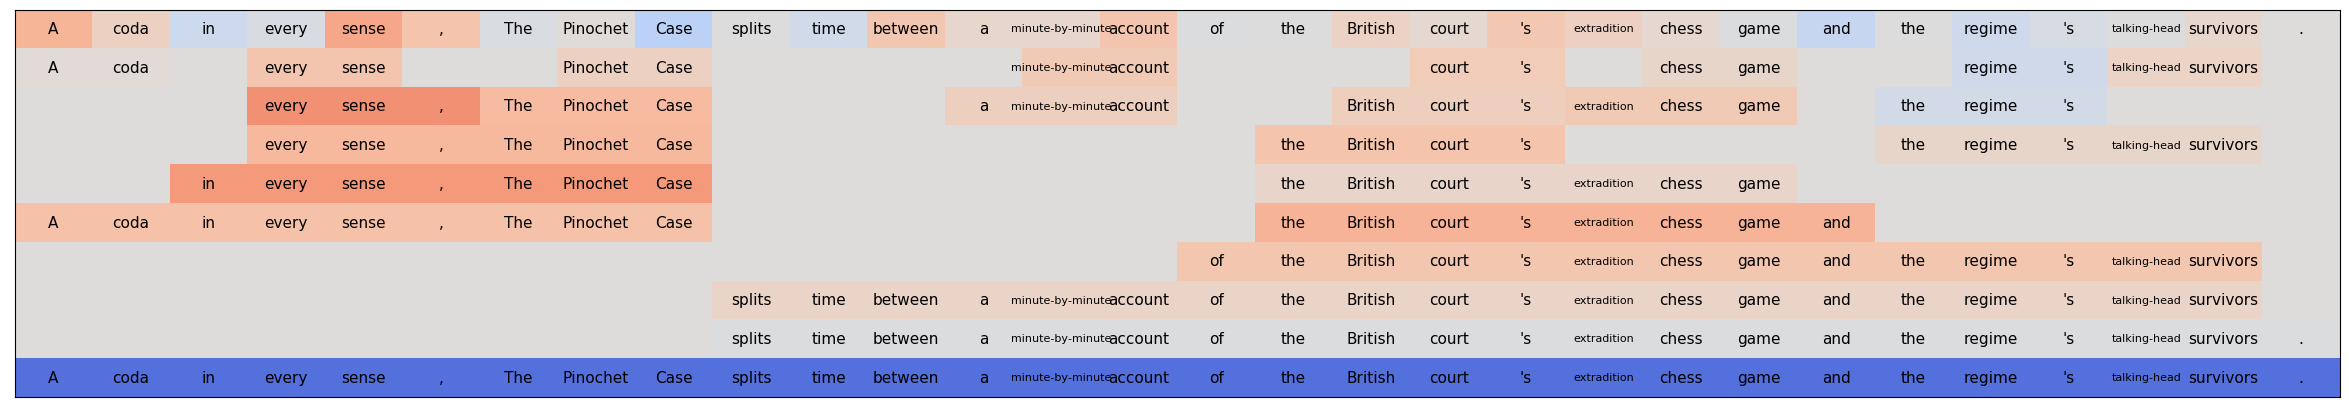 A coda in every sense , The Pinochet Case splits time between a minute-by-minute account of the British court 's extradition chess game and the regime 's talking-head survivors .
A coda every sense Pinochet Case minute-by-minute account court 's chess game regime 's talking-head survivors
every sense , The Pinochet Case a minute-by-minute account British court 's extradition chess game the regime 's
every sense , The Pinochet Case the British court 's the regime 's talking-head survivors
in every sense , The Pinochet Case the British court 's extradition chess game
A coda in every sense , The Pinochet Case the British court 's extradition chess game and
of the British court 's extradition chess game and the regime 's talking-head survivors
splits time between a minute-by-minute account of the British court 's extradition chess game and the regime 's talking-head survivors
splits time between a minute-by-minute account of the British court 's extradition chess game and the regime 's talking-head survivors .
A coda in every sense , The Pinochet Case splits time between a minute-by-minute account of the British court 's extradition chess game and the regime 's talking-head survivors .